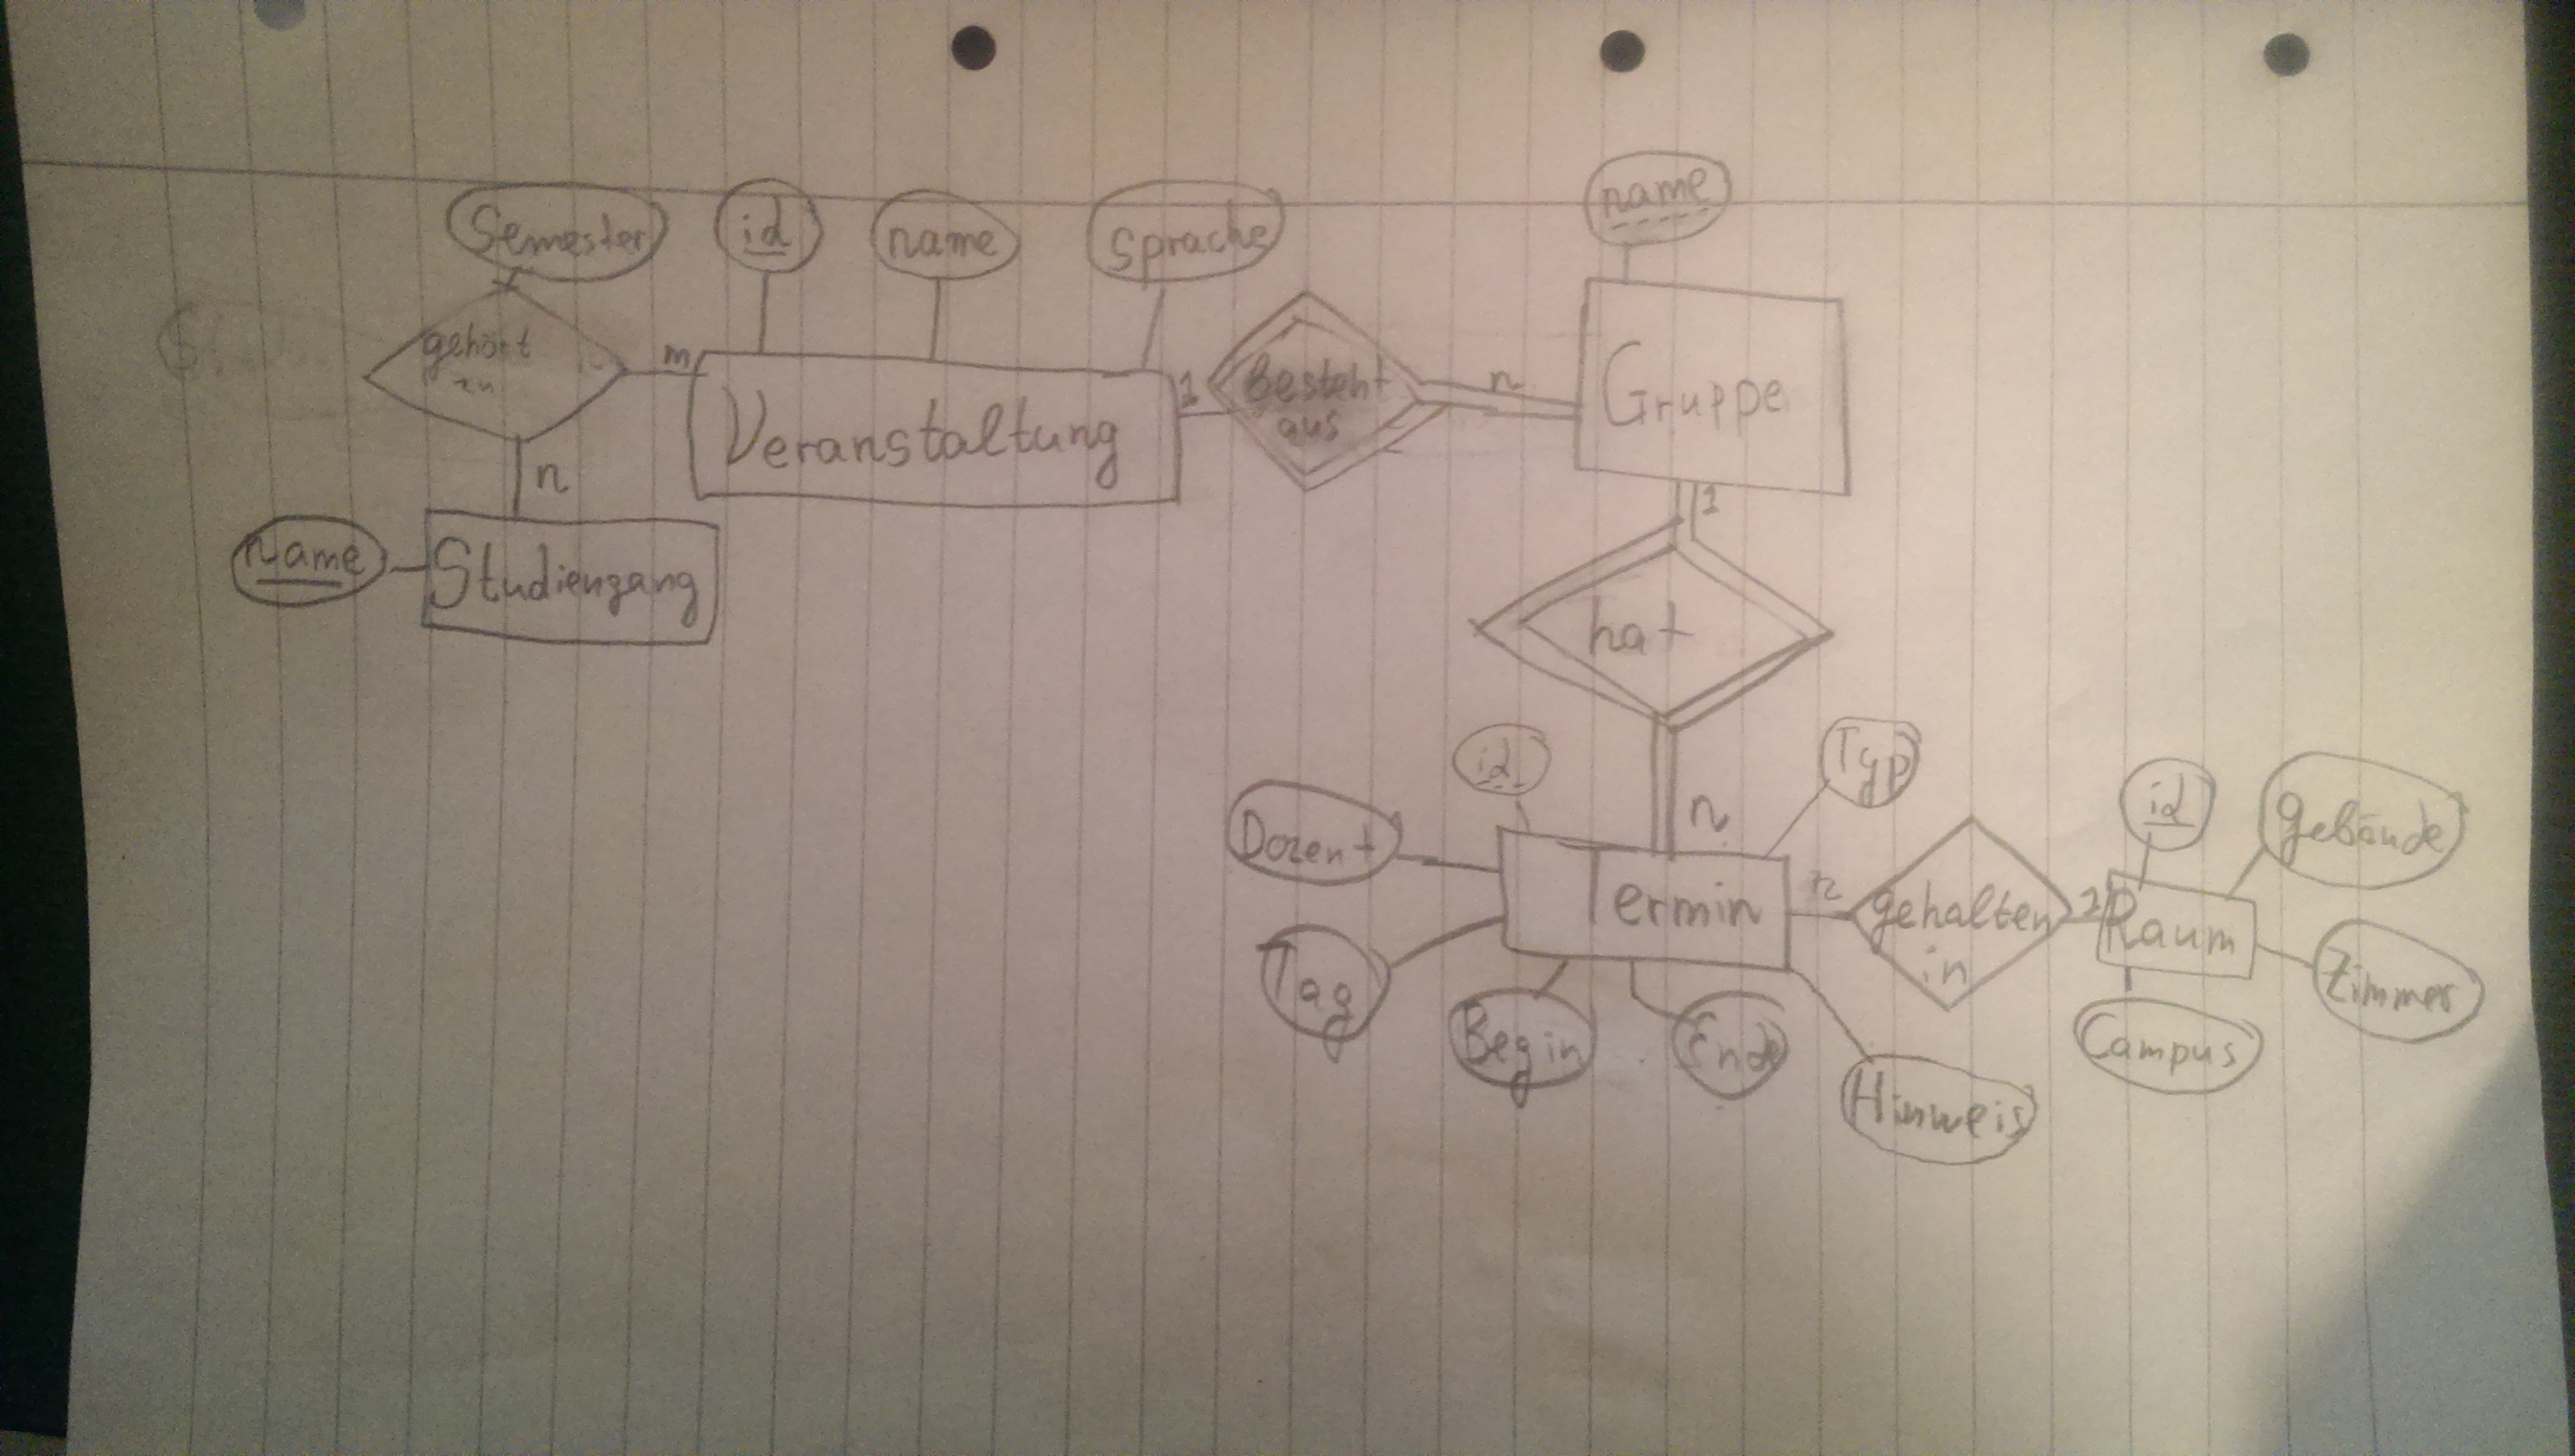 name
Semester
id
name
Sprache
gehört
zu
m
1
Besteht
aus
n
Gruppe
Veranstaltung
n
1
name
Studiengang
hat
id
Typ
Dozent
n
id
Gebäude
Termin
n
gehalten
in
1
Raum
Tag
Begin
Ende
Zimmer
Campus
Hinweis